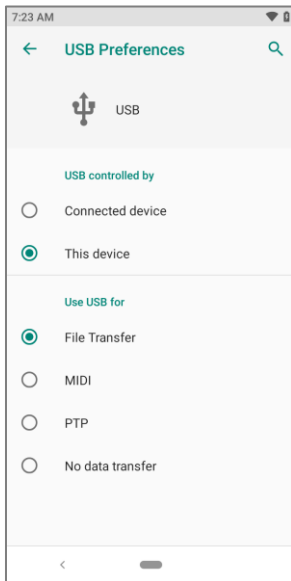 7:23 AM
USB Preferences
USB
USB controlled by
Connected device
This device
Use USB for
File Transfer
MIDI
PTP
No data transfer